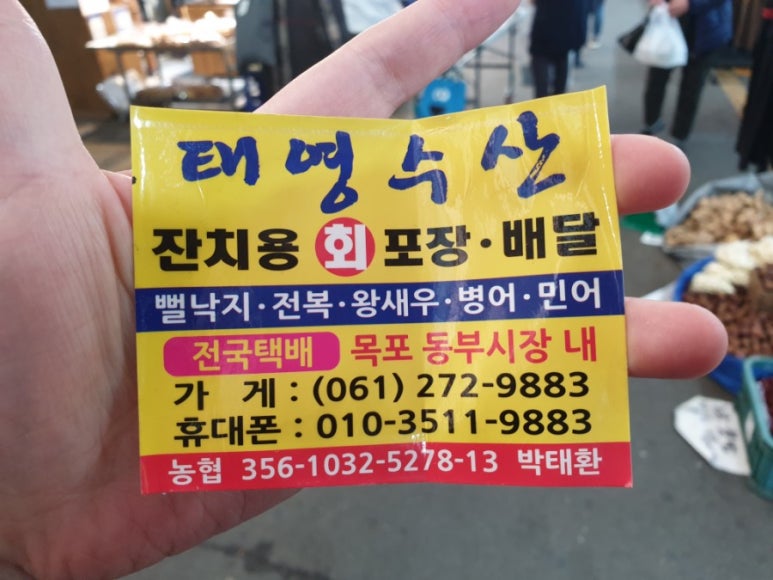 태영수산
잔치용 회 포장·배달
뻘낙지·전복·왕새우·병어·민어
전국택배 목포 동부시장 내
가 게 : (061) 272-9883
휴대폰 : 010-3511-9883
농협 356-1032-5278-13 박태환